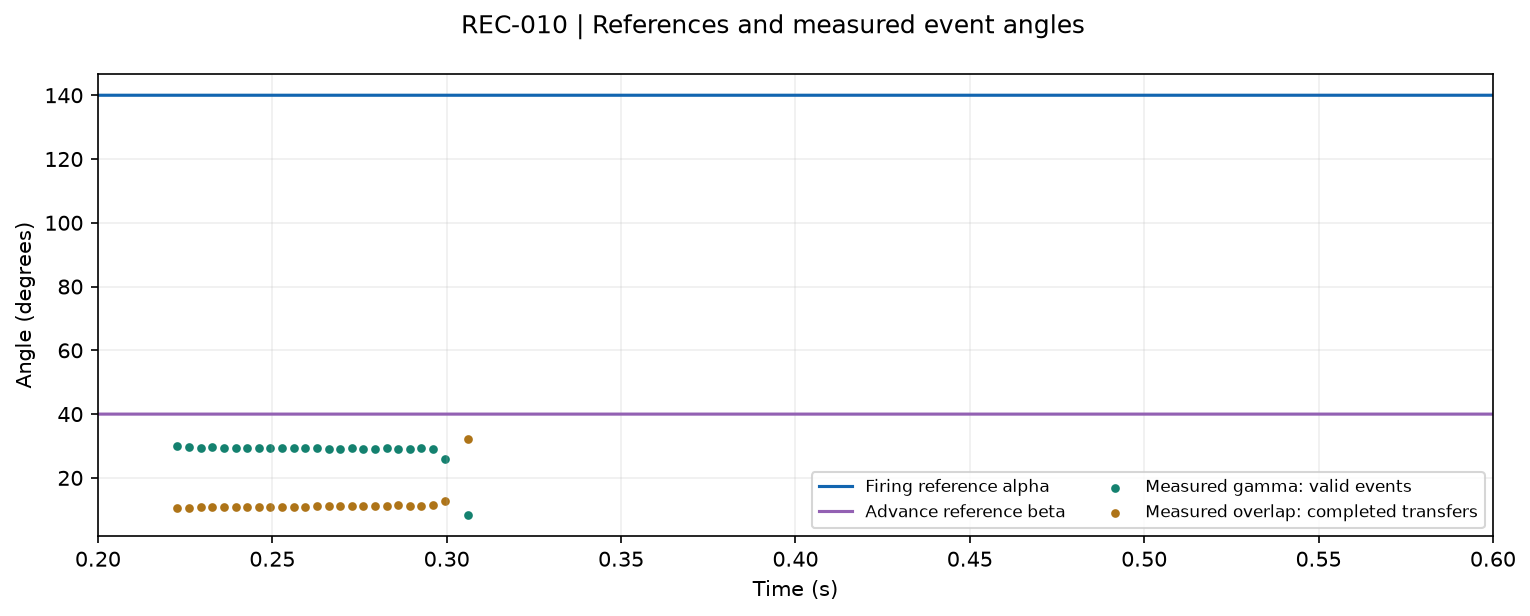 REC-010 | References and measured event angles
Angle (degrees)
140
120
100
80
60
40
20
Firing reference alpha
Advance reference beta
Measured gamma: valid events
Measured overlap: completed transfers
0.20 0.25 0.30 0.35 0.40 0.45 0.50 0.55 0.60
Time (s)